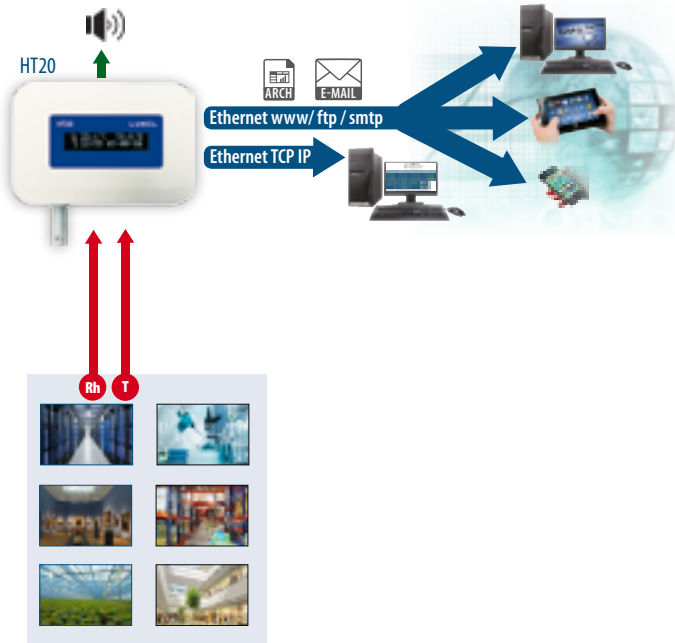 HT20
ARCH
E-MAIL
Ethernet www/ ftp / smtp
Ethernet TCP IP
Rh
T